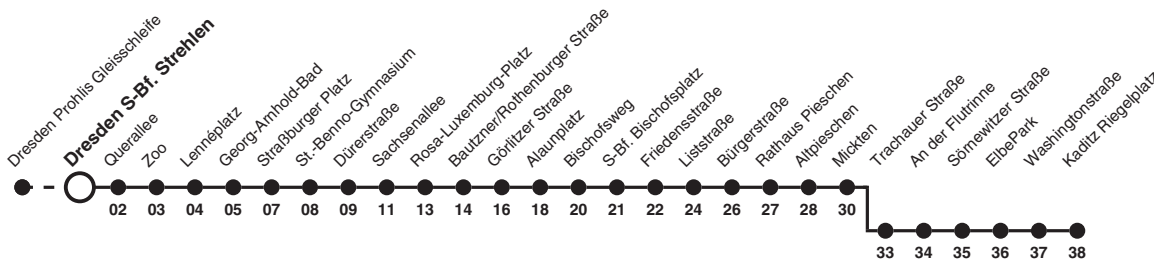 Dresden Prohlis Gleisschleife
Dresden S-Bf. Strehlen
Querallee
Zoo
Lennéplatz
Georg-Arnhold-Bad
Straßburger Platz
St.-Benno-Gymnasium
Dürerstraße
Sachsenallee
Rosa-Luxemburg-Platz
Bautzner/Rothenburger Straße
Görlitzer Straße
Alaunplatz
Bischofsweg
S-Bf. Bischofsplatz
Friedensstraße
Liststraße
Bürgerstraße
Rathaus Pieschen
Altpieschen
Mickten
Trachauer Straße
An der Flutrinne
Sörnewitzer Straße
ElbePark
Washingtonstraße
Kaditz Riegelplatz
02 03 04 05 07 08 09 11 13 14 16 18 20 21 22 24 26 27 28 30
33 34 35 36 37 38